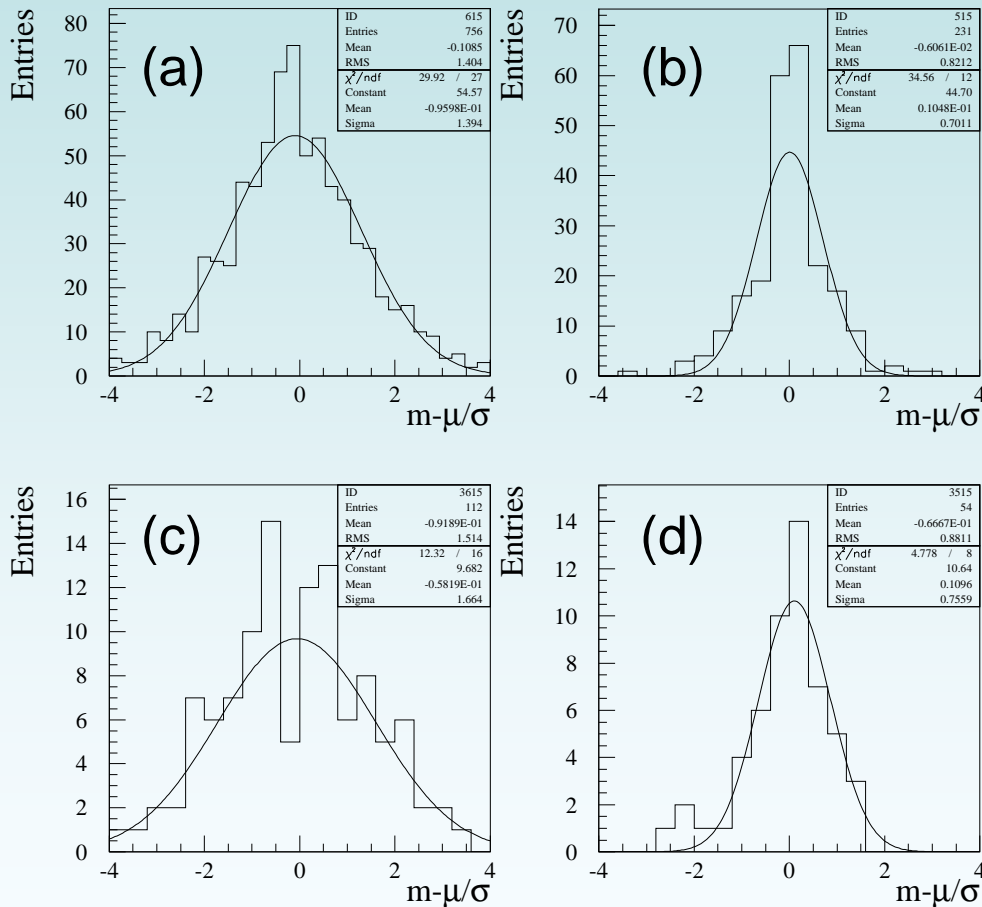 (a)
Entries
80
70
60
50
40
30
20
10
0
-4 -2 0 2 4
m-μ/σ
ID 615
Entries 756
Mean -0.1085
RMS 1.404
χ²/ndf 29.92 / 27
Constant 54.57
Mean -0.9598E-01
Sigma 1.394
(b)
Entries
70
60
50
40
30
20
10
0
-4 -2 0 2 4
m-μ/σ
ID 515
Entries 231
Mean -0.6061E-02
RMS 0.8212
χ²/ndf 34.56 / 12
Constant 44.70
Mean 0.1048E-01
Sigma 0.7011
(c)
Entries
16
14
12
10
8
6
4
2
0
-4 -2 0 2 4
m-μ/σ
ID 3615
Entries 112
Mean -0.9189E-01
RMS 1.514
χ²/ndf 12.32 / 16
Constant 9.682
Mean -0.5819E-01
Sigma 1.664
(d)
Entries
14
12
10
8
6
4
2
0
-4 -2 0 2 4
m-μ/σ
ID 3515
Entries 54
Mean -0.6667E-01
RMS 0.8811
χ²/ndf 4.778 / 8
Constant 10.64
Mean 0.1096
Sigma 0.7559